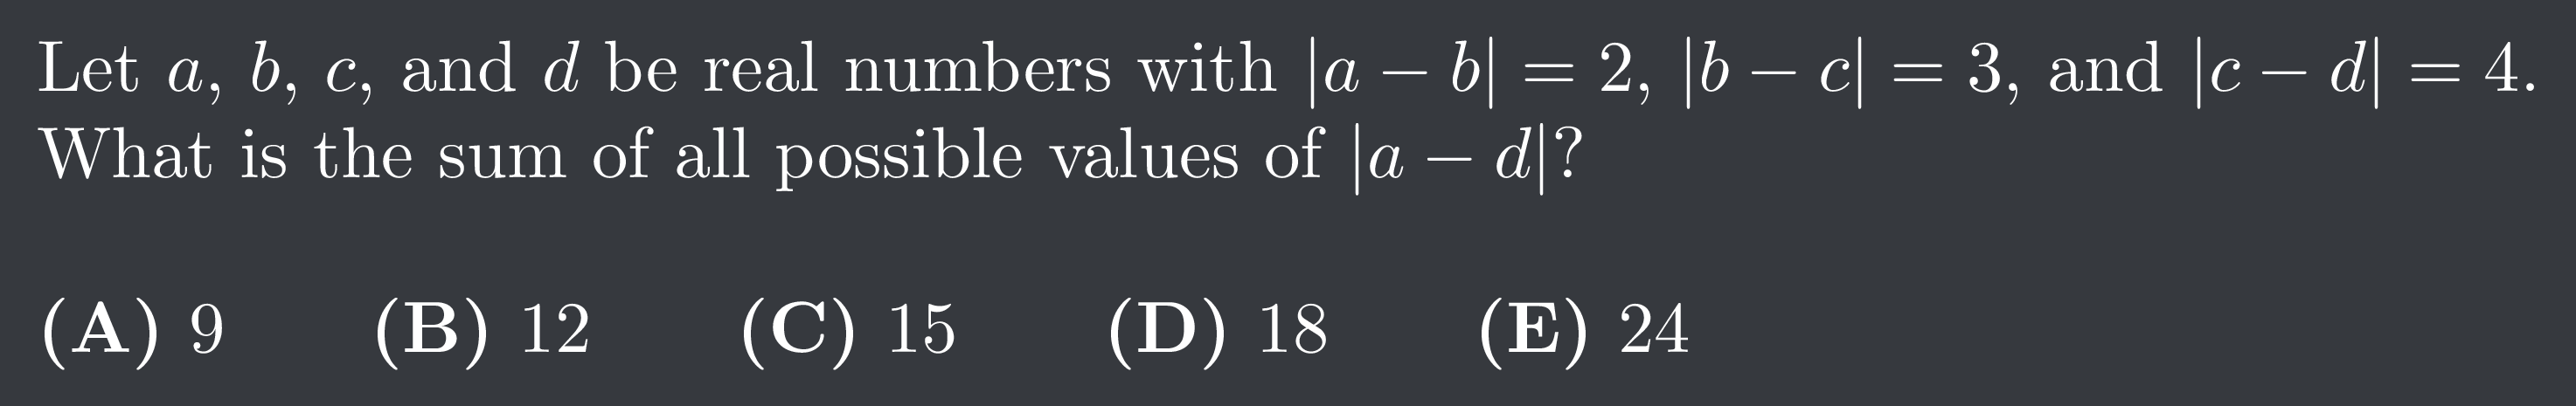 Let a, b, c, and d be real numbers with |a − b| = 2, |b − c| = 3, and |c − d| = 4.
What is the sum of all possible values of |a − d|?
(A) 9 (B) 12 (C) 15 (D) 18 (E) 24